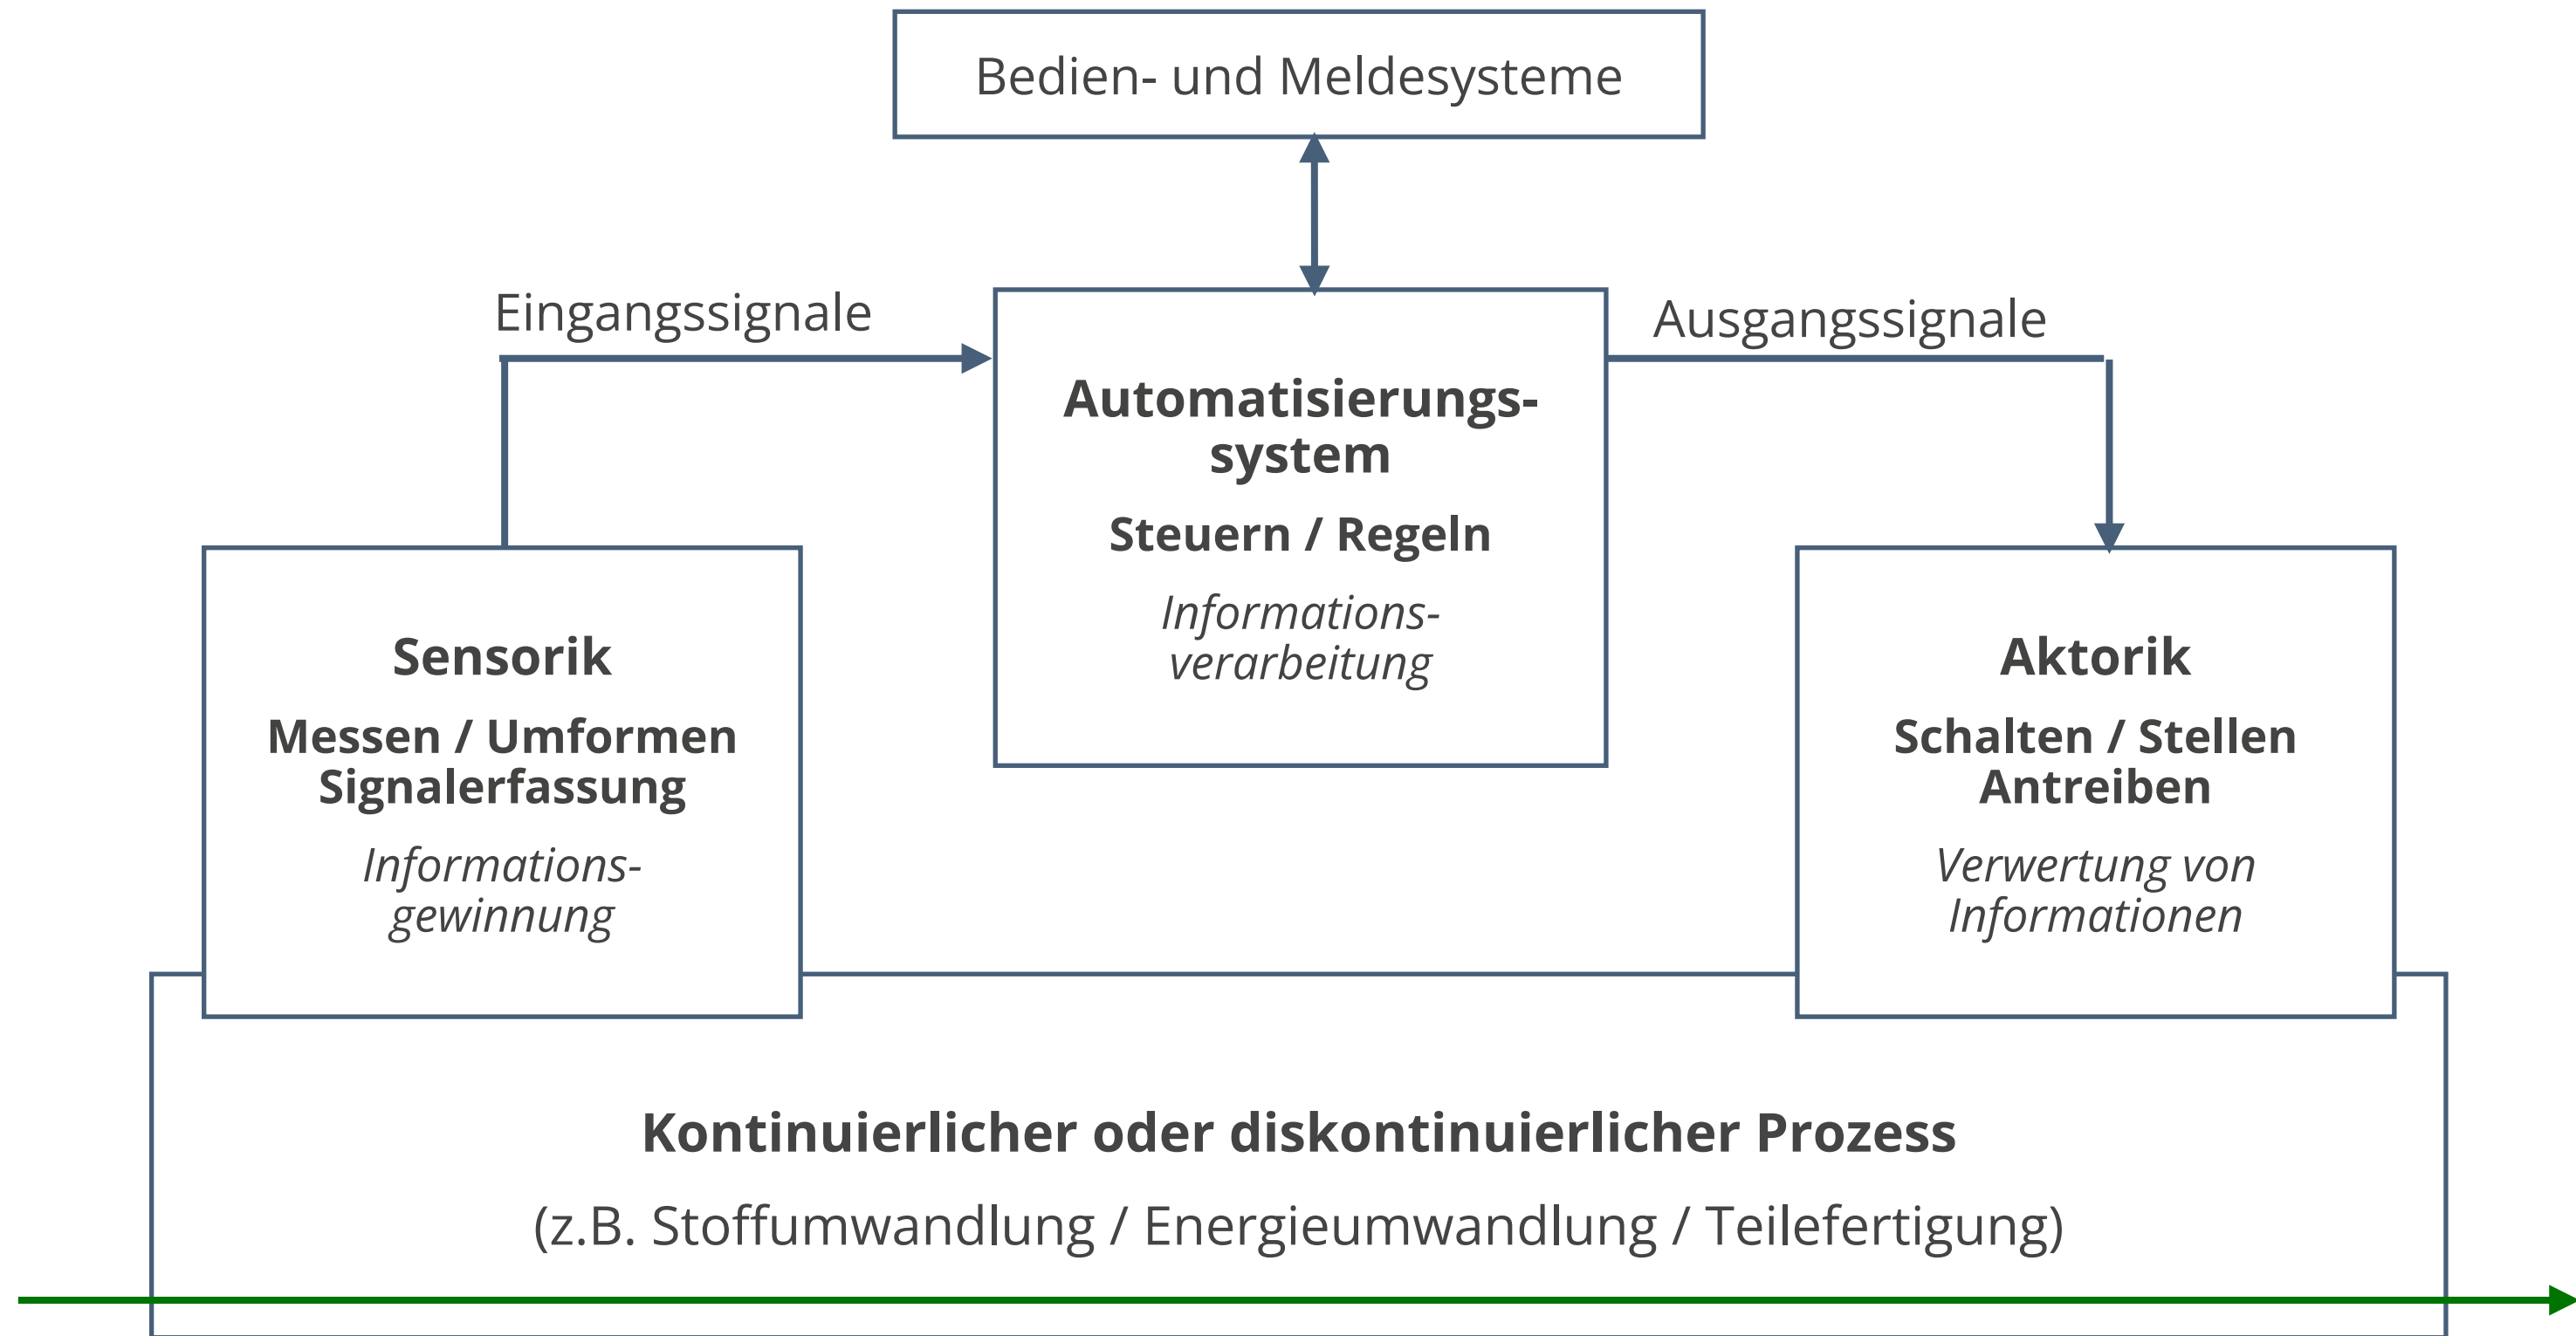 Bedien- und Meldesysteme
Eingangssignale
Ausgangssignale
Automatisierungs-
system
Steuern / Regeln
Informations-
verarbeitung
Sensorik
Messen / Umformen
Signalerfassung
Informations-
gewinnung
Aktorik
Schalten / Stellen
Antreiben
Verwertung von
Informationen
Kontinuierlicher oder diskontinuierlicher Prozess
(z.B. Stoffumwandlung / Energieumwandlung / Teilefertigung)